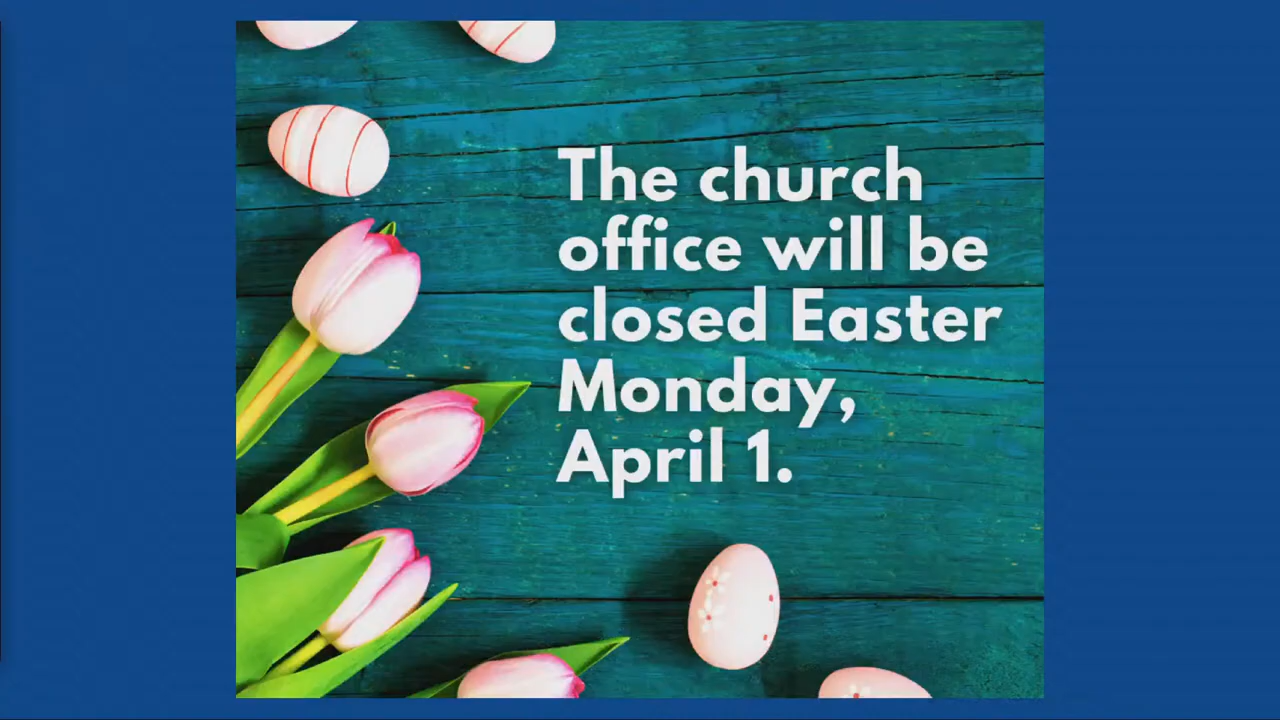 The church
office will be
closed Easter
Monday,
April 1.